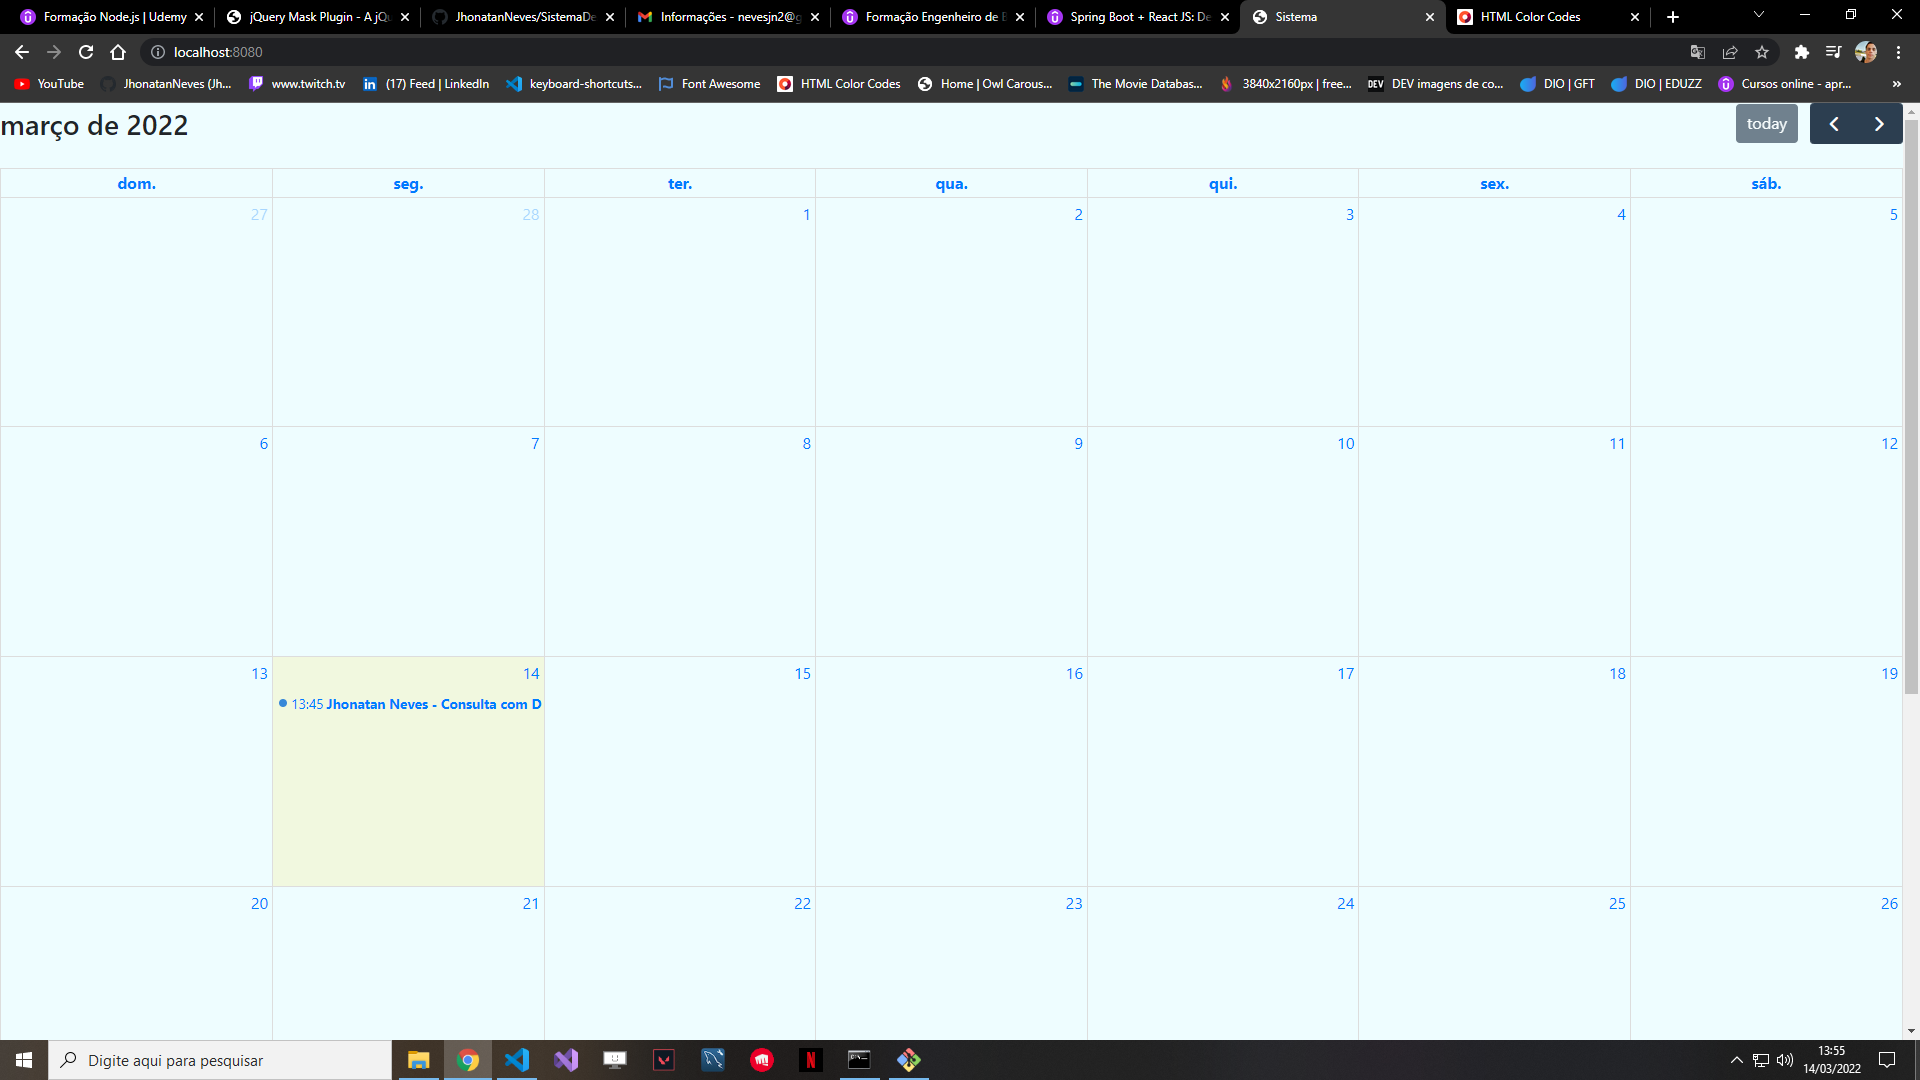 Formação Node.js | Udemy
jQuery Mask Plugin - A jQu
JhonatanNeves/SistemaDe
Informações - nevesjn2@g
Formação Engenheiro de B
Spring Boot + React JS: De
Sistema
HTML Color Codes
localhost:8080
YouTube
JhonatanNeves (Jh...
www.twitch.tv
(17) Feed | LinkedIn
keyboard-shortcuts...
Font Awesome
HTML Color Codes
Home | Owl Carous...
The Movie Databas...
3840x2160px | free...
DEV imagens de co...
DIO | GFT
DIO | EDUZZ
Cursos online - apr...
»
março de 2022
today
dom. seg. ter. qua. qui. sex. sáb.
27 28 1 2 3 4 5
6 7 8 9 10 11 12
13 14 15 16 17 18 19
13:45 Jhonatan Neves - Consulta com D
20 21 22 23 24 25 26
Digite aqui para pesquisar
13:55
14/03/2022